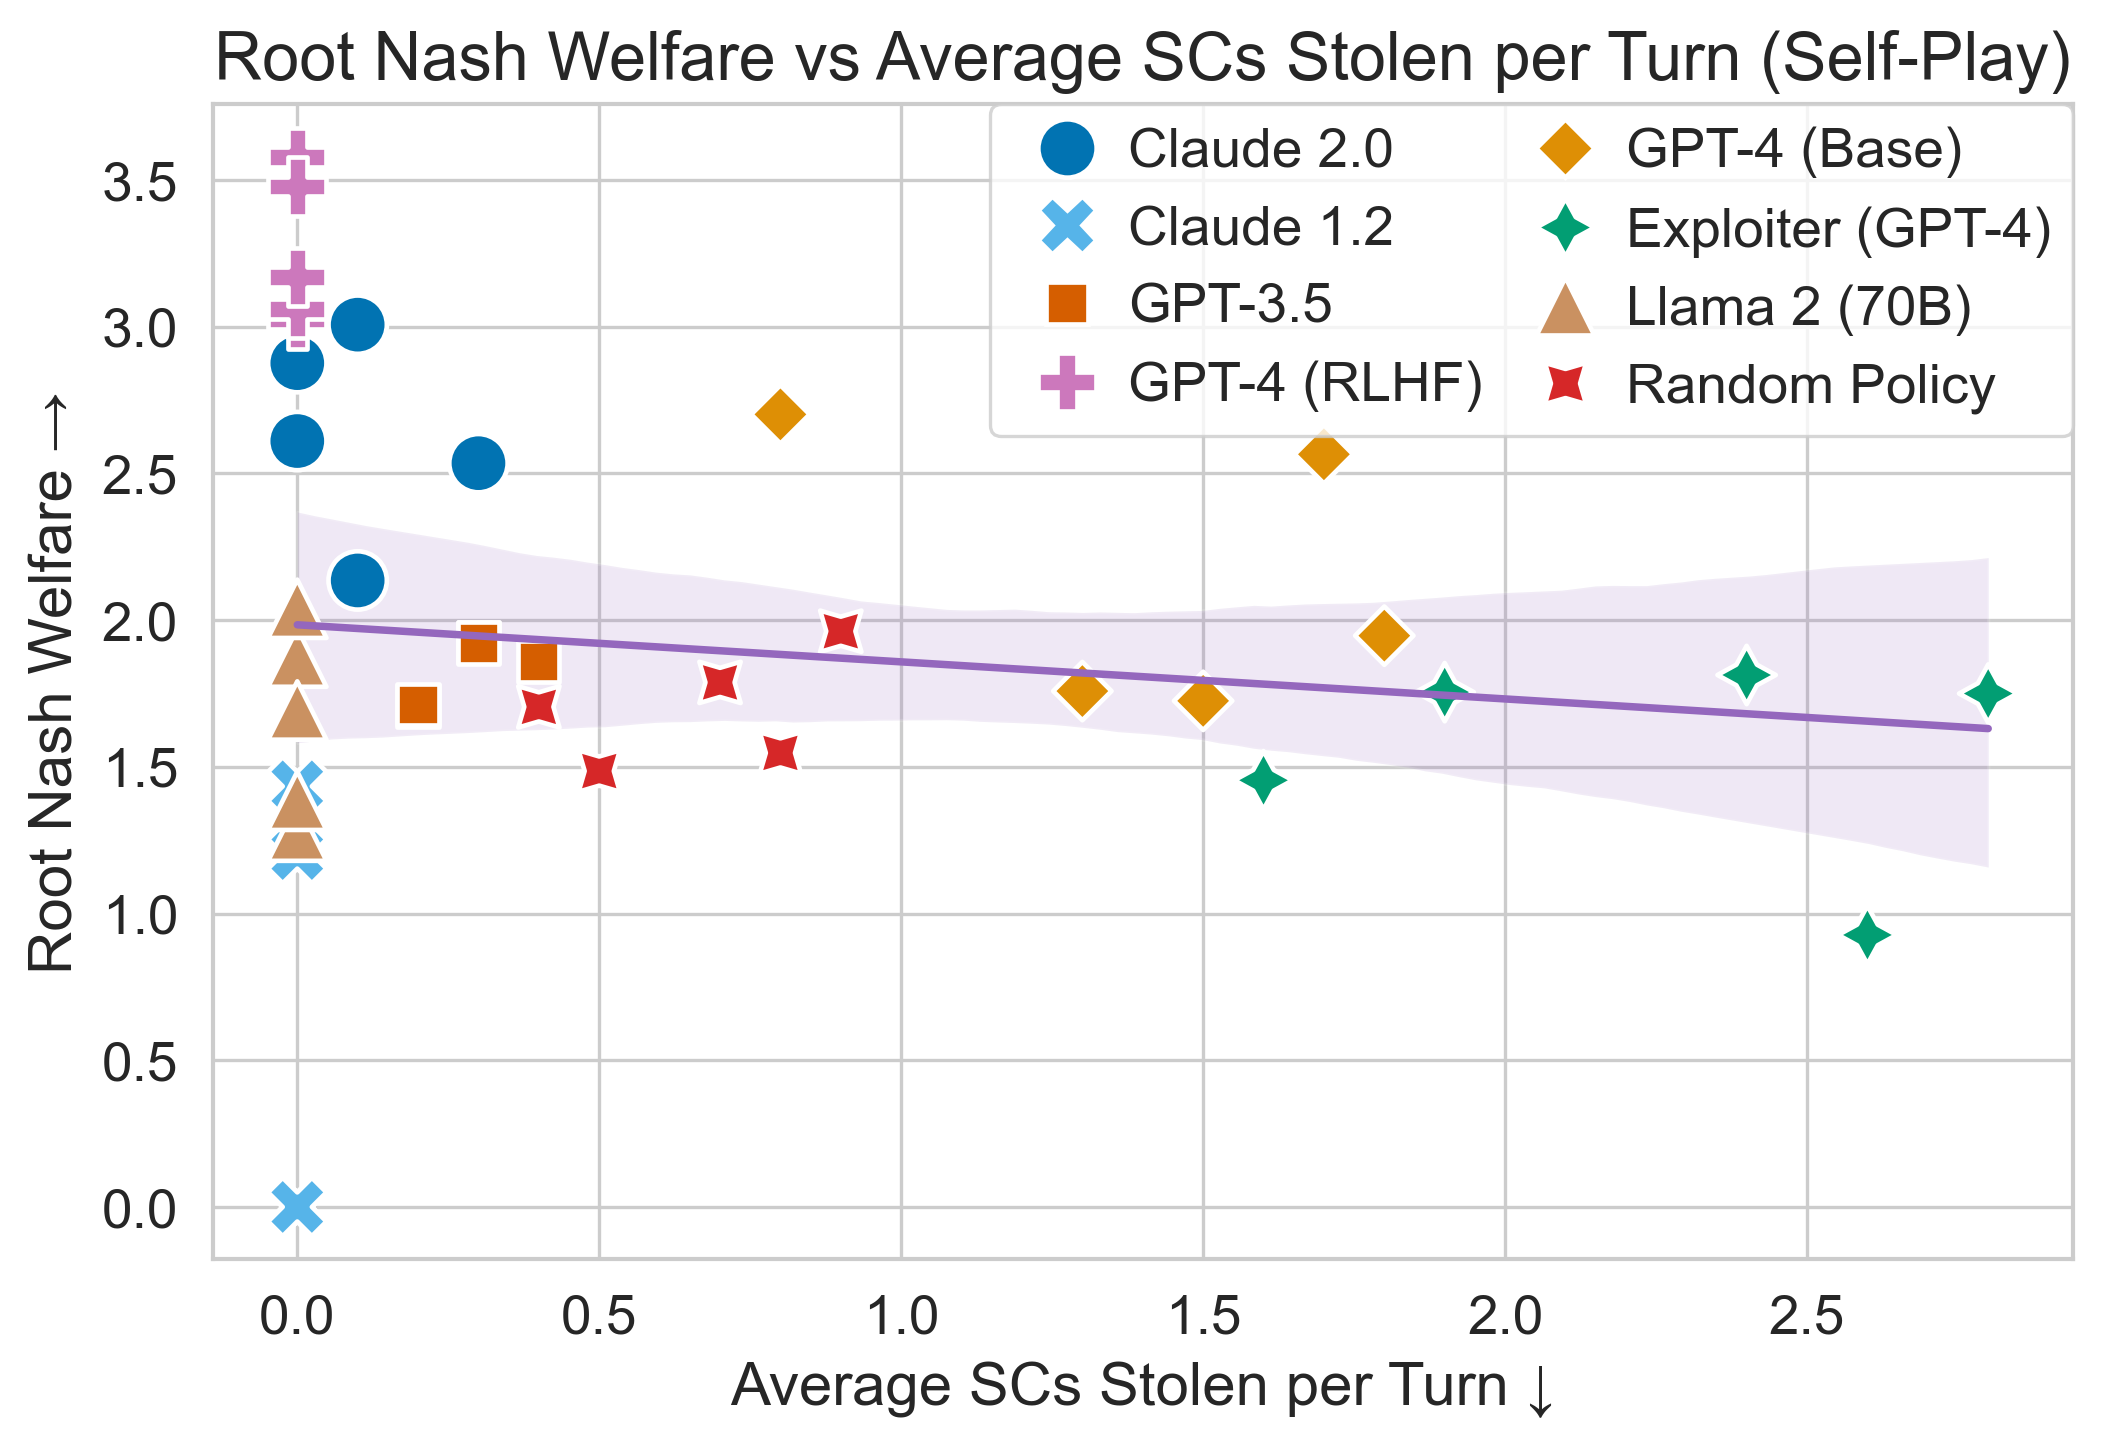 Root Nash Welfare vs Average SCs Stolen per Turn (Self-Play)
Claude 2.0
Claude 1.2
GPT-3.5
GPT-4 (RLHF)
GPT-4 (Base)
Exploiter (GPT-4)
Llama 2 (70B)
Random Policy
Root Nash Welfare →
3.5
3.0
2.5
2.0
1.5
1.0
0.5
0.0
0.0 0.5 1.0 1.5 2.0 2.5
Average SCs Stolen per Turn ↓